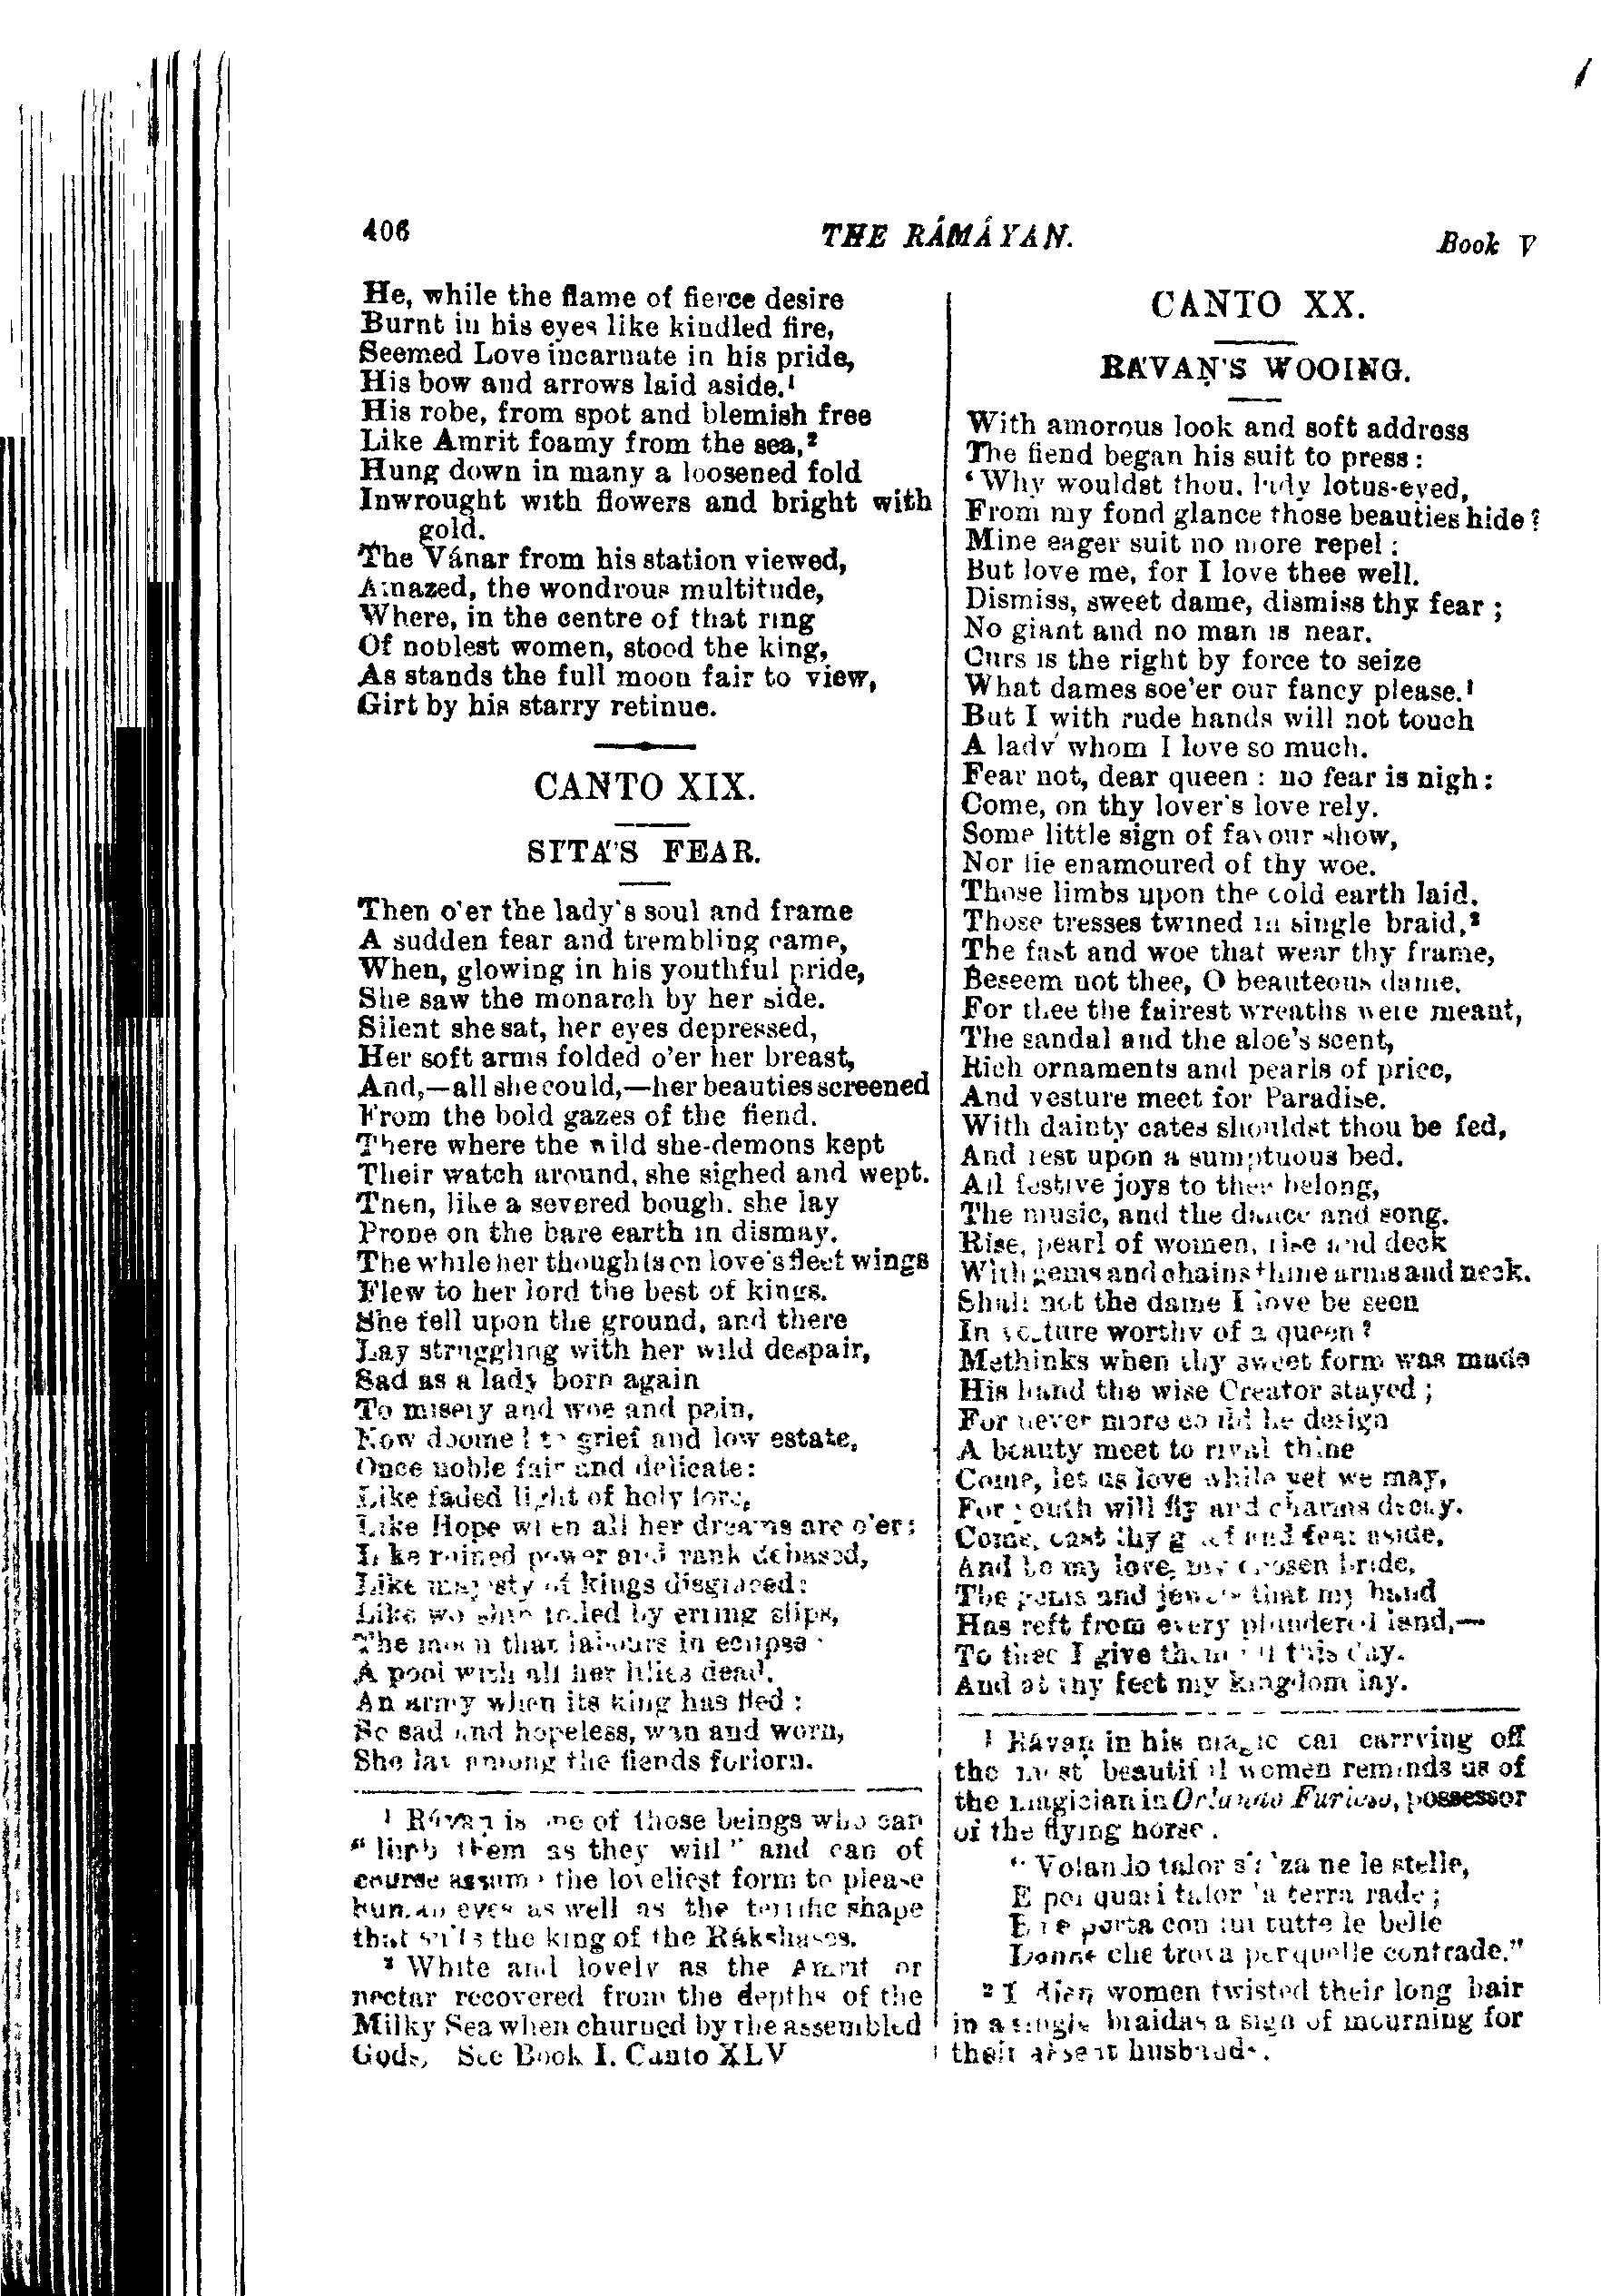 406
THE RÁMÁYAN.
Book V
He, while the flame of fierce desire
Burnt in his eyes like kindled fire,
Seemed Love incarnate in his pride,
His bow and arrows laid aside.¹
His robe, from spot and blemish free
Like Amrit foamy from the sea,²
Hung down in many a loosened fold
Inwrought with flowers and bright with
gold.
The Vánar from his station viewed,
Amazed, the wondrous multitude,
Where, in the centre of that ring
Of noblest women, stood the king,
As stands the full moon fair to view,
Girt by his starry retinue.
CANTO XIX.
SÍTÁ'S FEAR.
Then o'er the lady's soul and frame
A sudden fear and trembling came,
When, glowing in his youthful pride,
She saw the monarch by her side.
Silent she sat, her eyes depressed,
Her soft arms folded o'er her breast,
And,—all she could,—her beauties screened
From the bold gazes of the fiend.
There where the wild she-demons kept
Their watch around, she sighed and wept.
Then, like a severed bough, she lay
Prone on the bare earth in dismay.
The while her thoughts on love's fleet wings
Flew to her lord the best of kings.
She fell upon the ground, and there
Lay struggling with her wild despair,
Sad as a lady born again
To misery and woe and pain,
Now doomed to grief and low estate,
Once noble fair and delicate:
Like faded light of holy lore,
Like Hope when all her dreams are o'er;
Like ruined power and rank debased,
Like majesty of kings disgraced:
Like worship foiled by erring slips,
The moon that labours in eclipse
A pool with all her lilies dead,
An army when its king has fled:
So sad and hopeless, wan and worn,
She lay among the fiends forlorn.
¹ Rávaṇ is one of those beings who can
"limb them as they will" and can of
course assume the loveliest form to please
human eyes as well as the terrific shape
that suits the king of the Rákshases.
² White and lovely as the Amrit or
nectar recovered from the depths of the
Milky Sea when churned by the assembled
Gods. See Book I. Canto XLV
CANTO XX.
RÁVAṆ'S WOOING.
With amorous look and soft address
The fiend began his suit to press:
'Why wouldst thou, lady lotus-eyed,
From my fond glance those beauties hide?
Mine eager suit no more repel:
But love me, for I love thee well.
Dismiss, sweet dame, dismiss thy fear;
No giant and no man is near.
Ours is the right by force to seize
What dames soe'er our fancy please.¹
But I with rude hands will not touch
A lady whom I love so much.
Fear not, dear queen: no fear is nigh:
Come, on thy lover's love rely.
Some little sign of favour show,
Nor lie enamoured of thy woe.
Those limbs upon the cold earth laid,
Those tresses twined in single braid,²
The fast and woe that wear thy frame,
Beseem not thee, O beauteous dame.
For thee the fairest wreaths were meant,
The sandal and the aloe's scent,
Rich ornaments and pearls of price,
And vesture meet for Paradise.
With dainty cates shouldst thou be fed,
And rest upon a sumptuous bed.
All festive joys to thee belong,
The music, and the dance and song.
Rise, pearl of women, rise and deck
With gems and chains thine arms and neck.
Shall not the dame I love be seen
In vesture worthy of a queen?
Methinks when thy sweet form was made
His hand the wise Creator stayed;
For never more could he design
A beauty meet to rival thine
Come, let us love while yet we may,
For youth will fly and charms decay.
Come, cast thy grief and fear aside,
And be my love, my chosen bride.
The gems and jewels that my hand
Has reft from every plundered land,—
To thee I give them all this day.
And at thy feet my kingdom lay.
¹ Rávaṇ in his magic car carrying off
the most beautiful women reminds us of
the magician in Orlando Furioso, possessor
of the flying horse.
"Volando talor s'alza ne le stelle,
E poi quasi talor la terra rade;
E ne porta con lui tutte le belle
Donne che trova per quelle contrade."
² Indian women twisted their long hair
in a single braid as a sign of mourning for
their absent husbands.